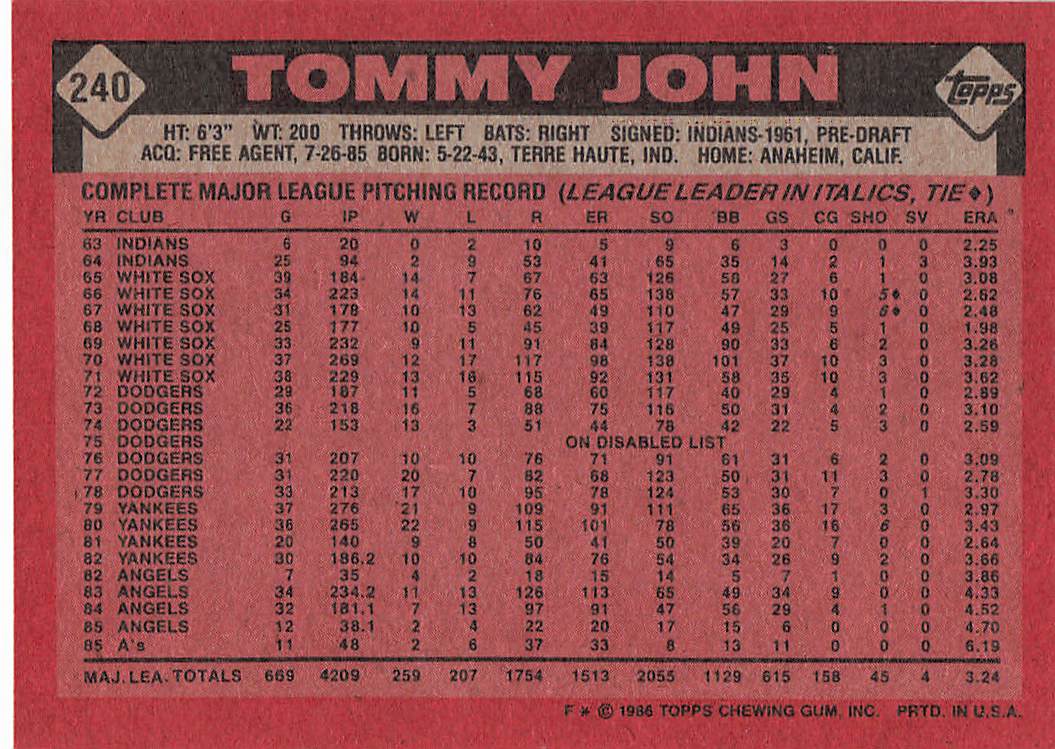 240 TOMMY JOHN topps
HT: 6'3" WT: 200 THROWS: LEFT BATS: RIGHT SIGNED: INDIANS-1961, PRE-DRAFT
ACQ: FREE AGENT, 7-26-85 BORN: 5-22-43, TERRE HAUTE, IND. HOME: ANAHEIM, CALIF.
COMPLETE MAJOR LEAGUE PITCHING RECORD (LEAGUE LEADER IN ITALICS, TIE♦)
YR CLUB G IP W L R ER SO BB GS CG SHO SV ERA
63 INDIANS 6 20 0 2 10 5 9 6 3 0 0 0 2.25
64 INDIANS 25 94 2 9 53 41 65 35 14 2 1 3 3.93
65 WHITE SOX 39 184 14 7 67 63 126 58 27 6 1 0 3.08
66 WHITE SOX 34 223 14 11 76 65 138 57 33 10 5♦ 0 2.62
67 WHITE SOX 31 178 10 13 62 49 110 47 29 9 6♦ 0 2.48
68 WHITE SOX 25 177 10 5 45 39 117 49 25 5 1 0 1.98
69 WHITE SOX 33 232 9 11 91 84 128 90 33 6 2 0 3.26
70 WHITE SOX 37 269 12 17 117 98 138 101 37 10 3 0 3.28
71 WHITE SOX 38 229 13 16 115 92 131 58 35 10 3 0 3.62
72 DODGERS 29 187 11 5 68 60 117 40 29 4 1 0 2.89
73 DODGERS 36 218 16 7 88 75 116 50 31 4 2 0 3.10
74 DODGERS 22 153 13 3 51 44 78 42 22 5 3 0 2.59
75 DODGERS ON DISABLED LIST
76 DODGERS 31 207 10 10 76 71 91 61 31 6 2 0 3.09
77 DODGERS 31 220 20 7 82 68 123 50 31 11 3 0 2.78
78 DODGERS 33 213 17 10 95 78 124 53 30 7 0 1 3.30
79 YANKEES 37 276 21 9 109 91 111 65 36 17 3 0 2.97
80 YANKEES 36 265 22 9 115 101 78 56 36 16 6 0 3.43
81 YANKEES 20 140 9 8 50 41 50 39 20 7 0 0 2.64
82 YANKEES 30 186.2 10 10 84 76 54 34 26 9 2 0 3.66
82 ANGELS 7 35 4 2 18 15 14 5 7 1 0 0 3.86
83 ANGELS 34 234.2 11 13 126 113 65 49 34 9 0 0 4.33
84 ANGELS 32 181.1 7 13 97 91 47 56 29 4 1 0 4.52
85 ANGELS 12 38.1 2 4 22 20 17 15 6 0 0 0 4.70
85 A's 11 48 2 6 37 33 8 13 11 0 0 0 6.19
MAJ. LEA. TOTALS 669 4209 259 207 1754 1513 2055 1129 615 158 45 4 3.24
F * © 1986 TOPPS CHEWING GUM, INC. PRTD. IN U.S.A.